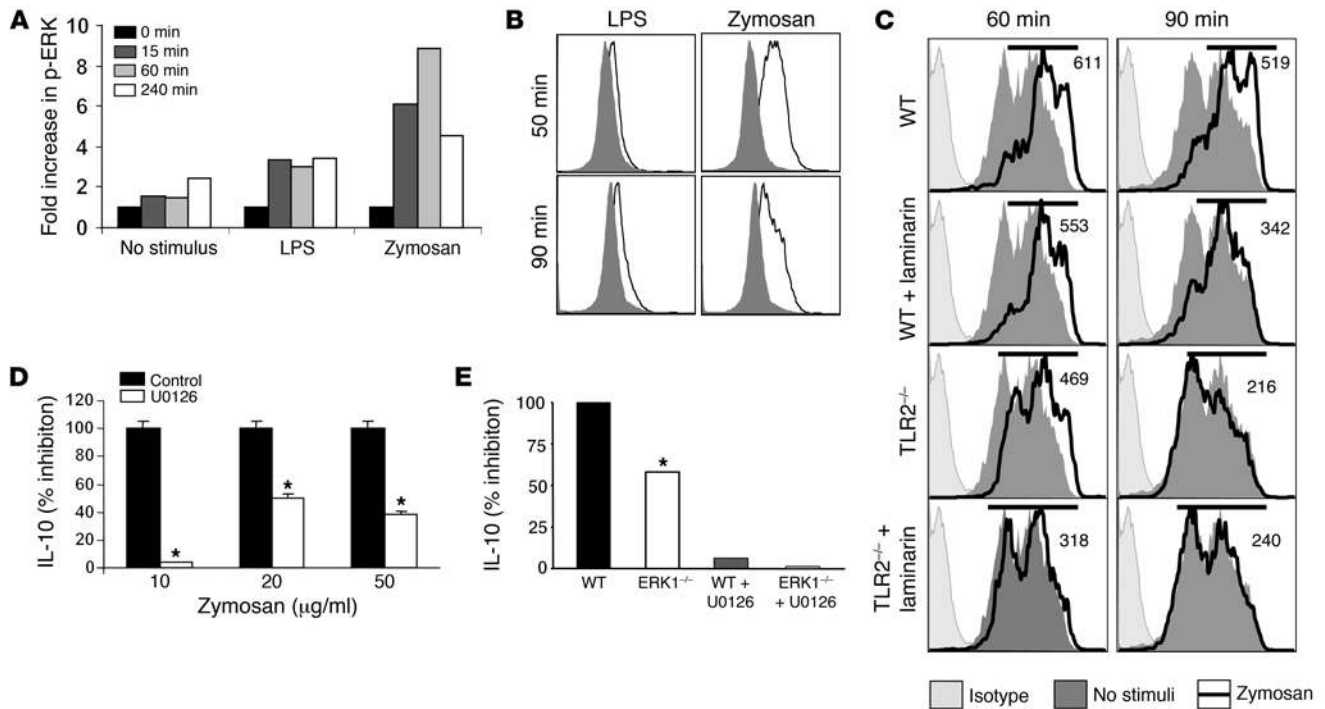 A
Fold increase in p-ERK
10
8
6
4
2
0
0 min
15 min
60 min
240 min
No stimulus
LPS
Zymosan
B
LPS
Zymosan
50 min
90 min
C
60 min
90 min
WT
611
519
WT + laminarin
553
342
TLR2–/–
469
216
TLR2–/– +
laminarin
318
240
Isotype
No stimuli
Zymosan
D
Control
U0126
IL-10 (% inhibiton)
120
100
80
60
40
20
0
*
*
*
10
20
50
Zymosan (μg/ml)
E
IL-10 (% inhibiton)
100
75
50
25
0
*
WT
ERK1–/–
WT +
U0126
ERK1–/–
+ U0126